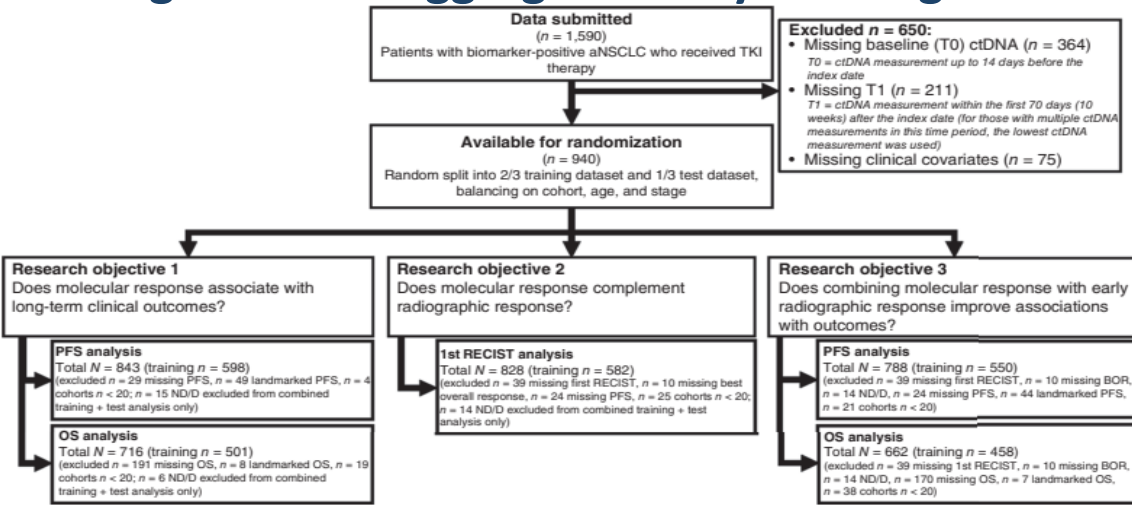 Data submitted
(n = 1,590)
Patients with biomarker-positive aNSCLC who received TKI
therapy
Excluded n = 650:
• Missing baseline (T0) ctDNA (n = 364)
T0 = ctDNA measurement up to 14 days before the
index date
• Missing T1 (n = 211)
T1 = ctDNA measurement within the first 70 days (10
weeks) after the index date (for those with multiple ctDNA
measurements in this time period, the lowest ctDNA
measurement was used)
• Missing clinical covariates (n = 75)
Available for randomization
(n = 940)
Random split into 2/3 training dataset and 1/3 test dataset,
balancing on cohort, age, and stage
Research objective 1
Does molecular response associate with
long-term clinical outcomes?
PFS analysis
Total N = 843 (training n = 598)
(excluded n = 29 missing PFS, n = 49 landmarked PFS, n = 4
cohorts n < 20; n = 15 ND/D excluded from combined
training + test analysis only)
OS analysis
Total N = 716 (training n = 501)
(excluded n = 191 missing OS, n = 8 landmarked OS, n = 19
cohorts n < 20; n = 6 ND/D excluded from combined
training + test analysis only)
Research objective 2
Does molecular response complement
radiographic response?
1st RECIST analysis
Total N = 828 (training n = 582)
(excluded n = 39 missing first RECIST, n = 10 missing best
overall response, n = 24 missing PFS, n = 25 cohorts n < 20;
n = 14 ND/D excluded from combined training + test
analysis only)
Research objective 3
Does combining molecular response with early
radiographic response improve associations
with outcomes?
PFS analysis
Total N = 788 (training n = 550)
(excluded n = 39 missing first RECIST, n = 10 missing BOR,
n = 14 ND/D, n = 24 missing PFS, n = 44 landmarked PFS,
n = 21 cohorts n < 20)
OS analysis
Total N = 662 (training n = 458)
(excluded n = 39 missing 1st RECIST, n = 10 missing BOR,
n = 14 ND/D, n = 170 missing OS, n = 7 landmarked OS,
n = 38 cohorts n < 20)